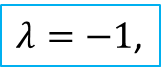 λ = −1,